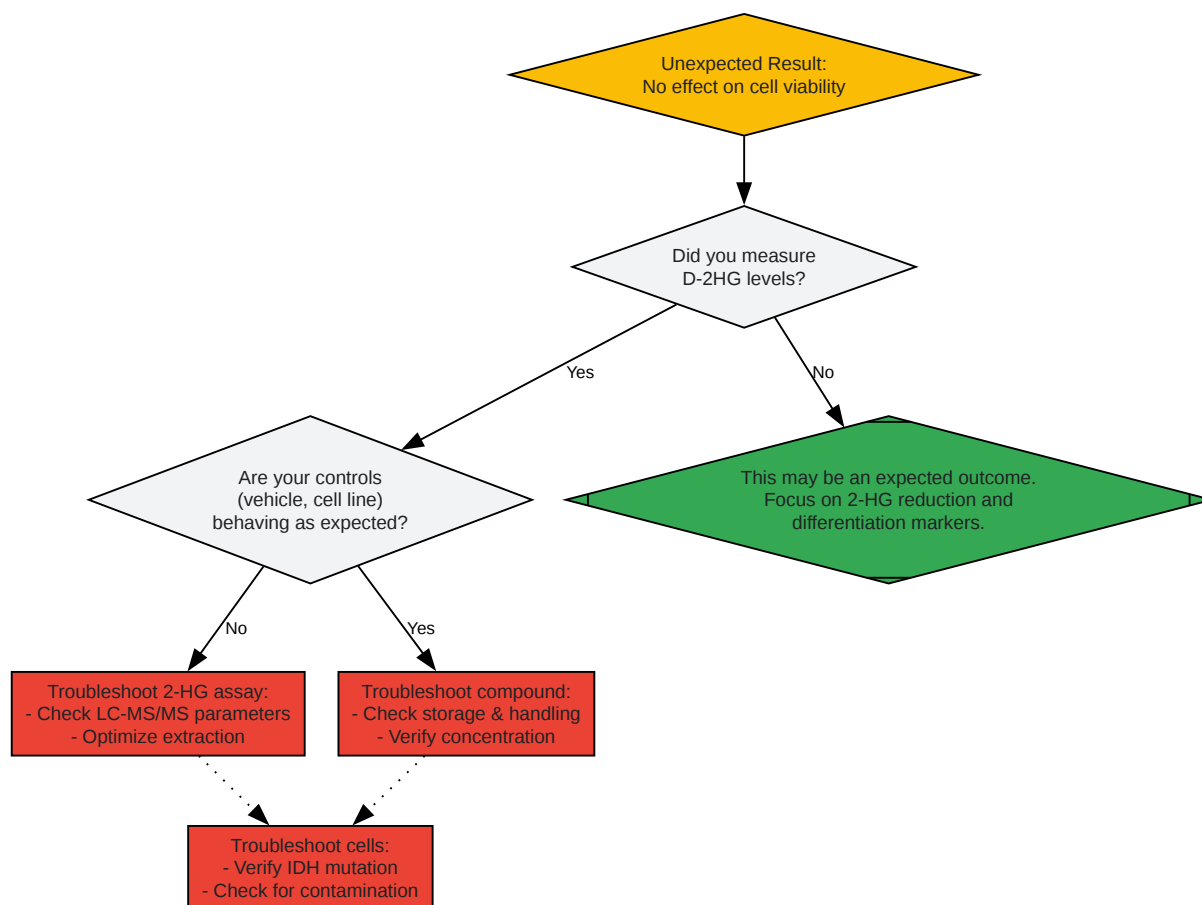 Unexpected Result:
No effect on cell viability
Did you measure
D-2HG levels?
Yes
No
Are your controls
(vehicle, cell line)
behaving as expected?
This may be an expected outcome.
Focus on 2-HG reduction and
differentiation markers.
No
Yes
Troubleshoot 2-HG assay:
- Check LC-MS/MS parameters
- Optimize extraction
Troubleshoot compound:
- Check storage & handling
- Verify concentration
Troubleshoot cells:
- Verify IDH mutation
- Check for contamination